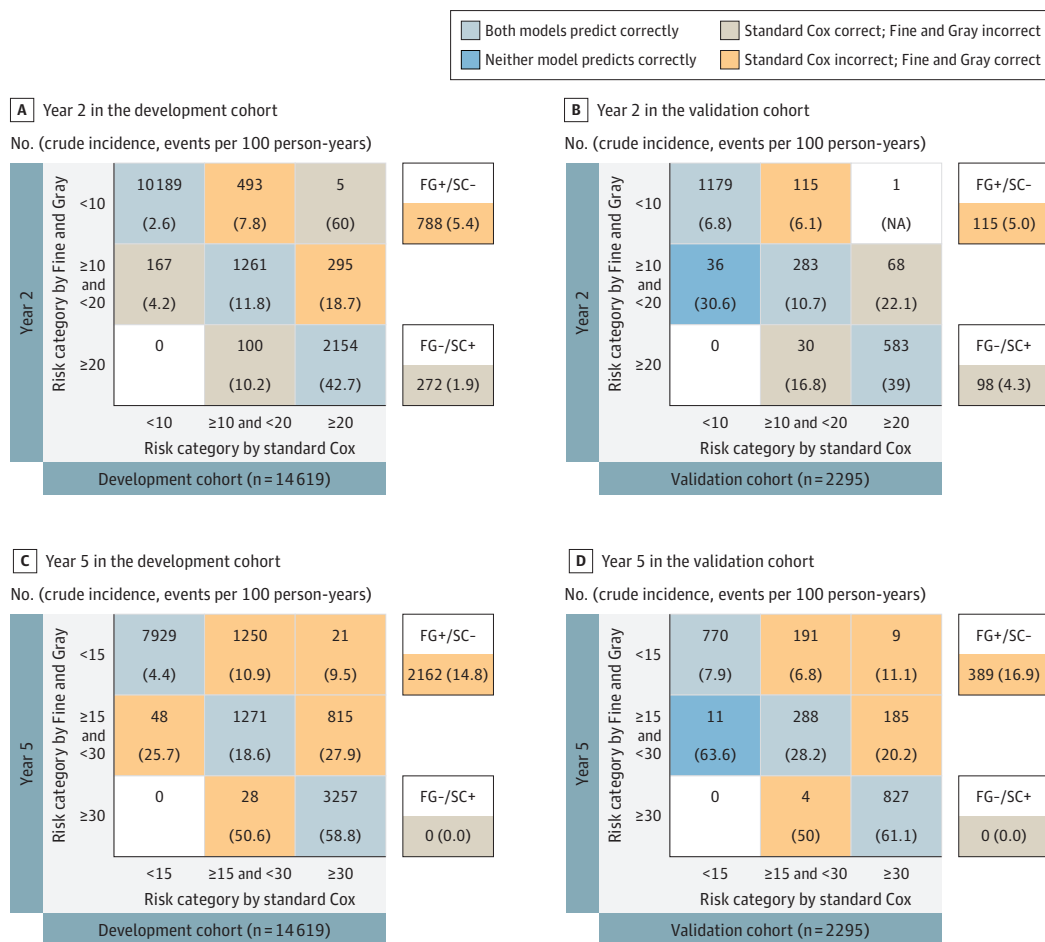 Both models predict correctly
Standard Cox correct; Fine and Gray incorrect
Neither model predicts correctly
Standard Cox incorrect; Fine and Gray correct
A Year 2 in the development cohort
No. (crude incidence, events per 100 person-years)
Year 2
Risk category by Fine and Gray
<10
10 189 493 5
(2.6) (7.8) (60)
≥10 and <20
167 1261 295
(4.2) (11.8) (18.7)
≥20
0 100 2154
(10.2) (42.7)
<10 ≥10 and <20 ≥20
Risk category by standard Cox
Development cohort (n = 14 619)
FG+/SC-
788 (5.4)
FG-/SC+
272 (1.9)
B Year 2 in the validation cohort
No. (crude incidence, events per 100 person-years)
Year 2
Risk category by Fine and Gray
<10
1179 115 1
(6.8) (6.1) (NA)
≥10 and <20
36 283 68
(30.6) (10.7) (22.1)
≥20
0 30 583
(16.8) (39)
<10 ≥10 and <20 ≥20
Risk category by standard Cox
Validation cohort (n = 2295)
FG+/SC-
115 (5.0)
FG-/SC+
98 (4.3)
C Year 5 in the development cohort
No. (crude incidence, events per 100 person-years)
Year 5
Risk category by Fine and Gray
<15
7929 1250 21
(4.4) (10.9) (9.5)
≥15 and <30
48 1271 815
(25.7) (18.6) (27.9)
≥30
0 28 3257
(50.6) (58.8)
<15 ≥15 and <30 ≥30
Risk category by standard Cox
Development cohort (n = 14 619)
FG+/SC-
2162 (14.8)
FG-/SC+
0 (0.0)
D Year 5 in the validation cohort
No. (crude incidence, events per 100 person-years)
Year 5
Risk category by Fine and Gray
<15
770 191 9
(7.9) (6.8) (11.1)
≥15 and <30
11 288 185
(63.6) (28.2) (20.2)
≥30
0 4 827
(50) (61.1)
<15 ≥15 and <30 ≥30
Risk category by standard Cox
Validation cohort (n = 2295)
FG+/SC-
389 (16.9)
FG-/SC+
0 (0.0)